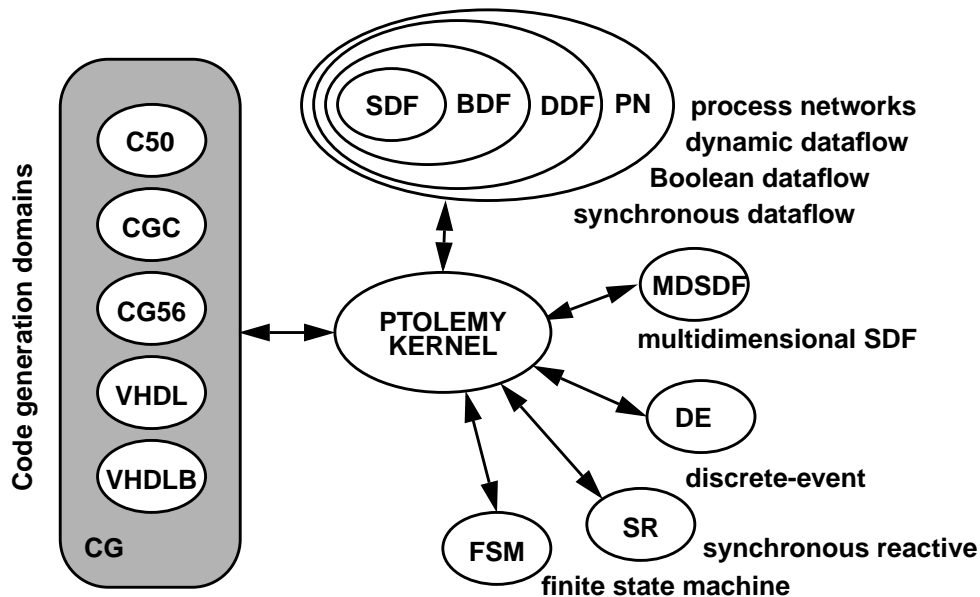 Code generation domains
C50
CGC
CG56
VHDL
VHDLB
CG
SDF
BDF
DDF
PN
process networks
dynamic dataflow
Boolean dataflow
synchronous dataflow
PTOLEMY
KERNEL
MDSDF
multidimensional SDF
DE
discrete-event
SR
synchronous reactive
FSM
finite state machine